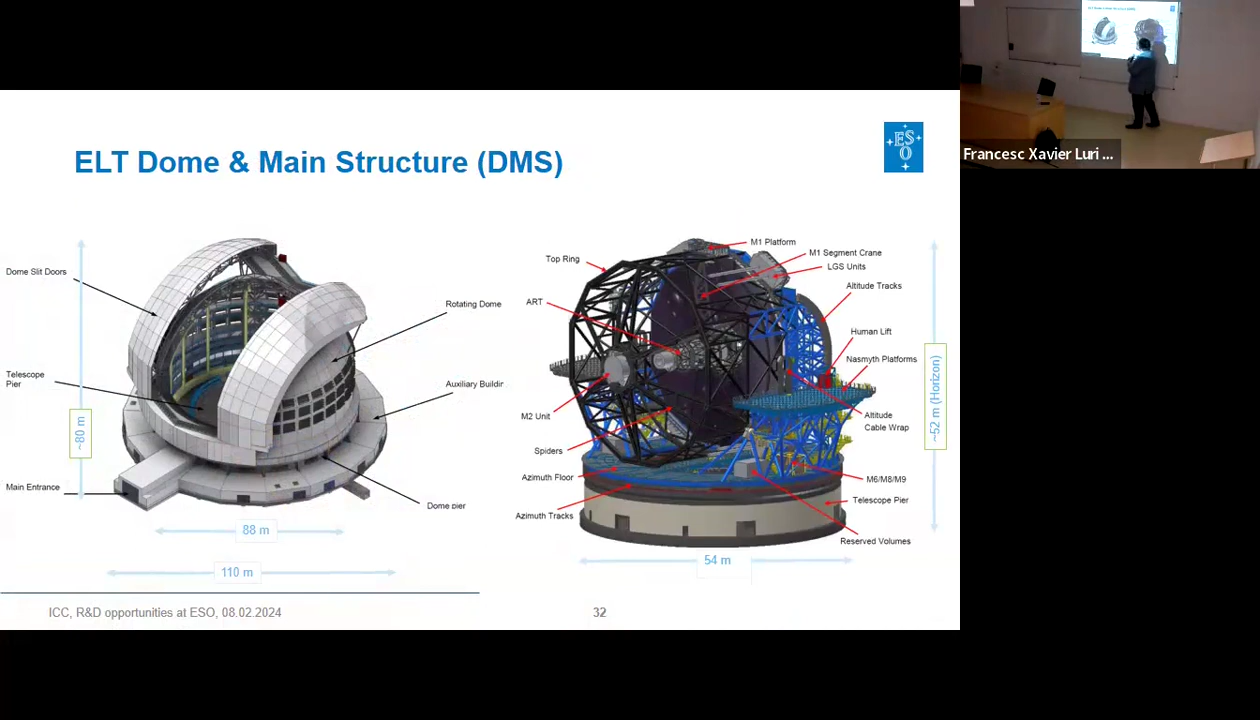 ELT Dome & Main Structure (DMS)
ES
O
Dome Slit Doors
Telescope
Pier
Main Entrance
Rotating Dome
Auxiliary Buildir
Dome pier
~80 m
88 m
110 m
M1 Platform
M1 Segment Crane
LGS Units
Top Ring
ART
Altitude Tracks
Human Lift
Nasmyth Platforms
M2 Unit
Altitude
Cable Wrap
Spiders
Azimuth Floor
M6/M8/M9
Telescope Pier
Azimuth Tracks
Reserved Volumes
~52 m (Horizon)
54 m
ICC, R&D opportunities at ESO, 08.02.2024
32
Francesc Xavier Luri ...